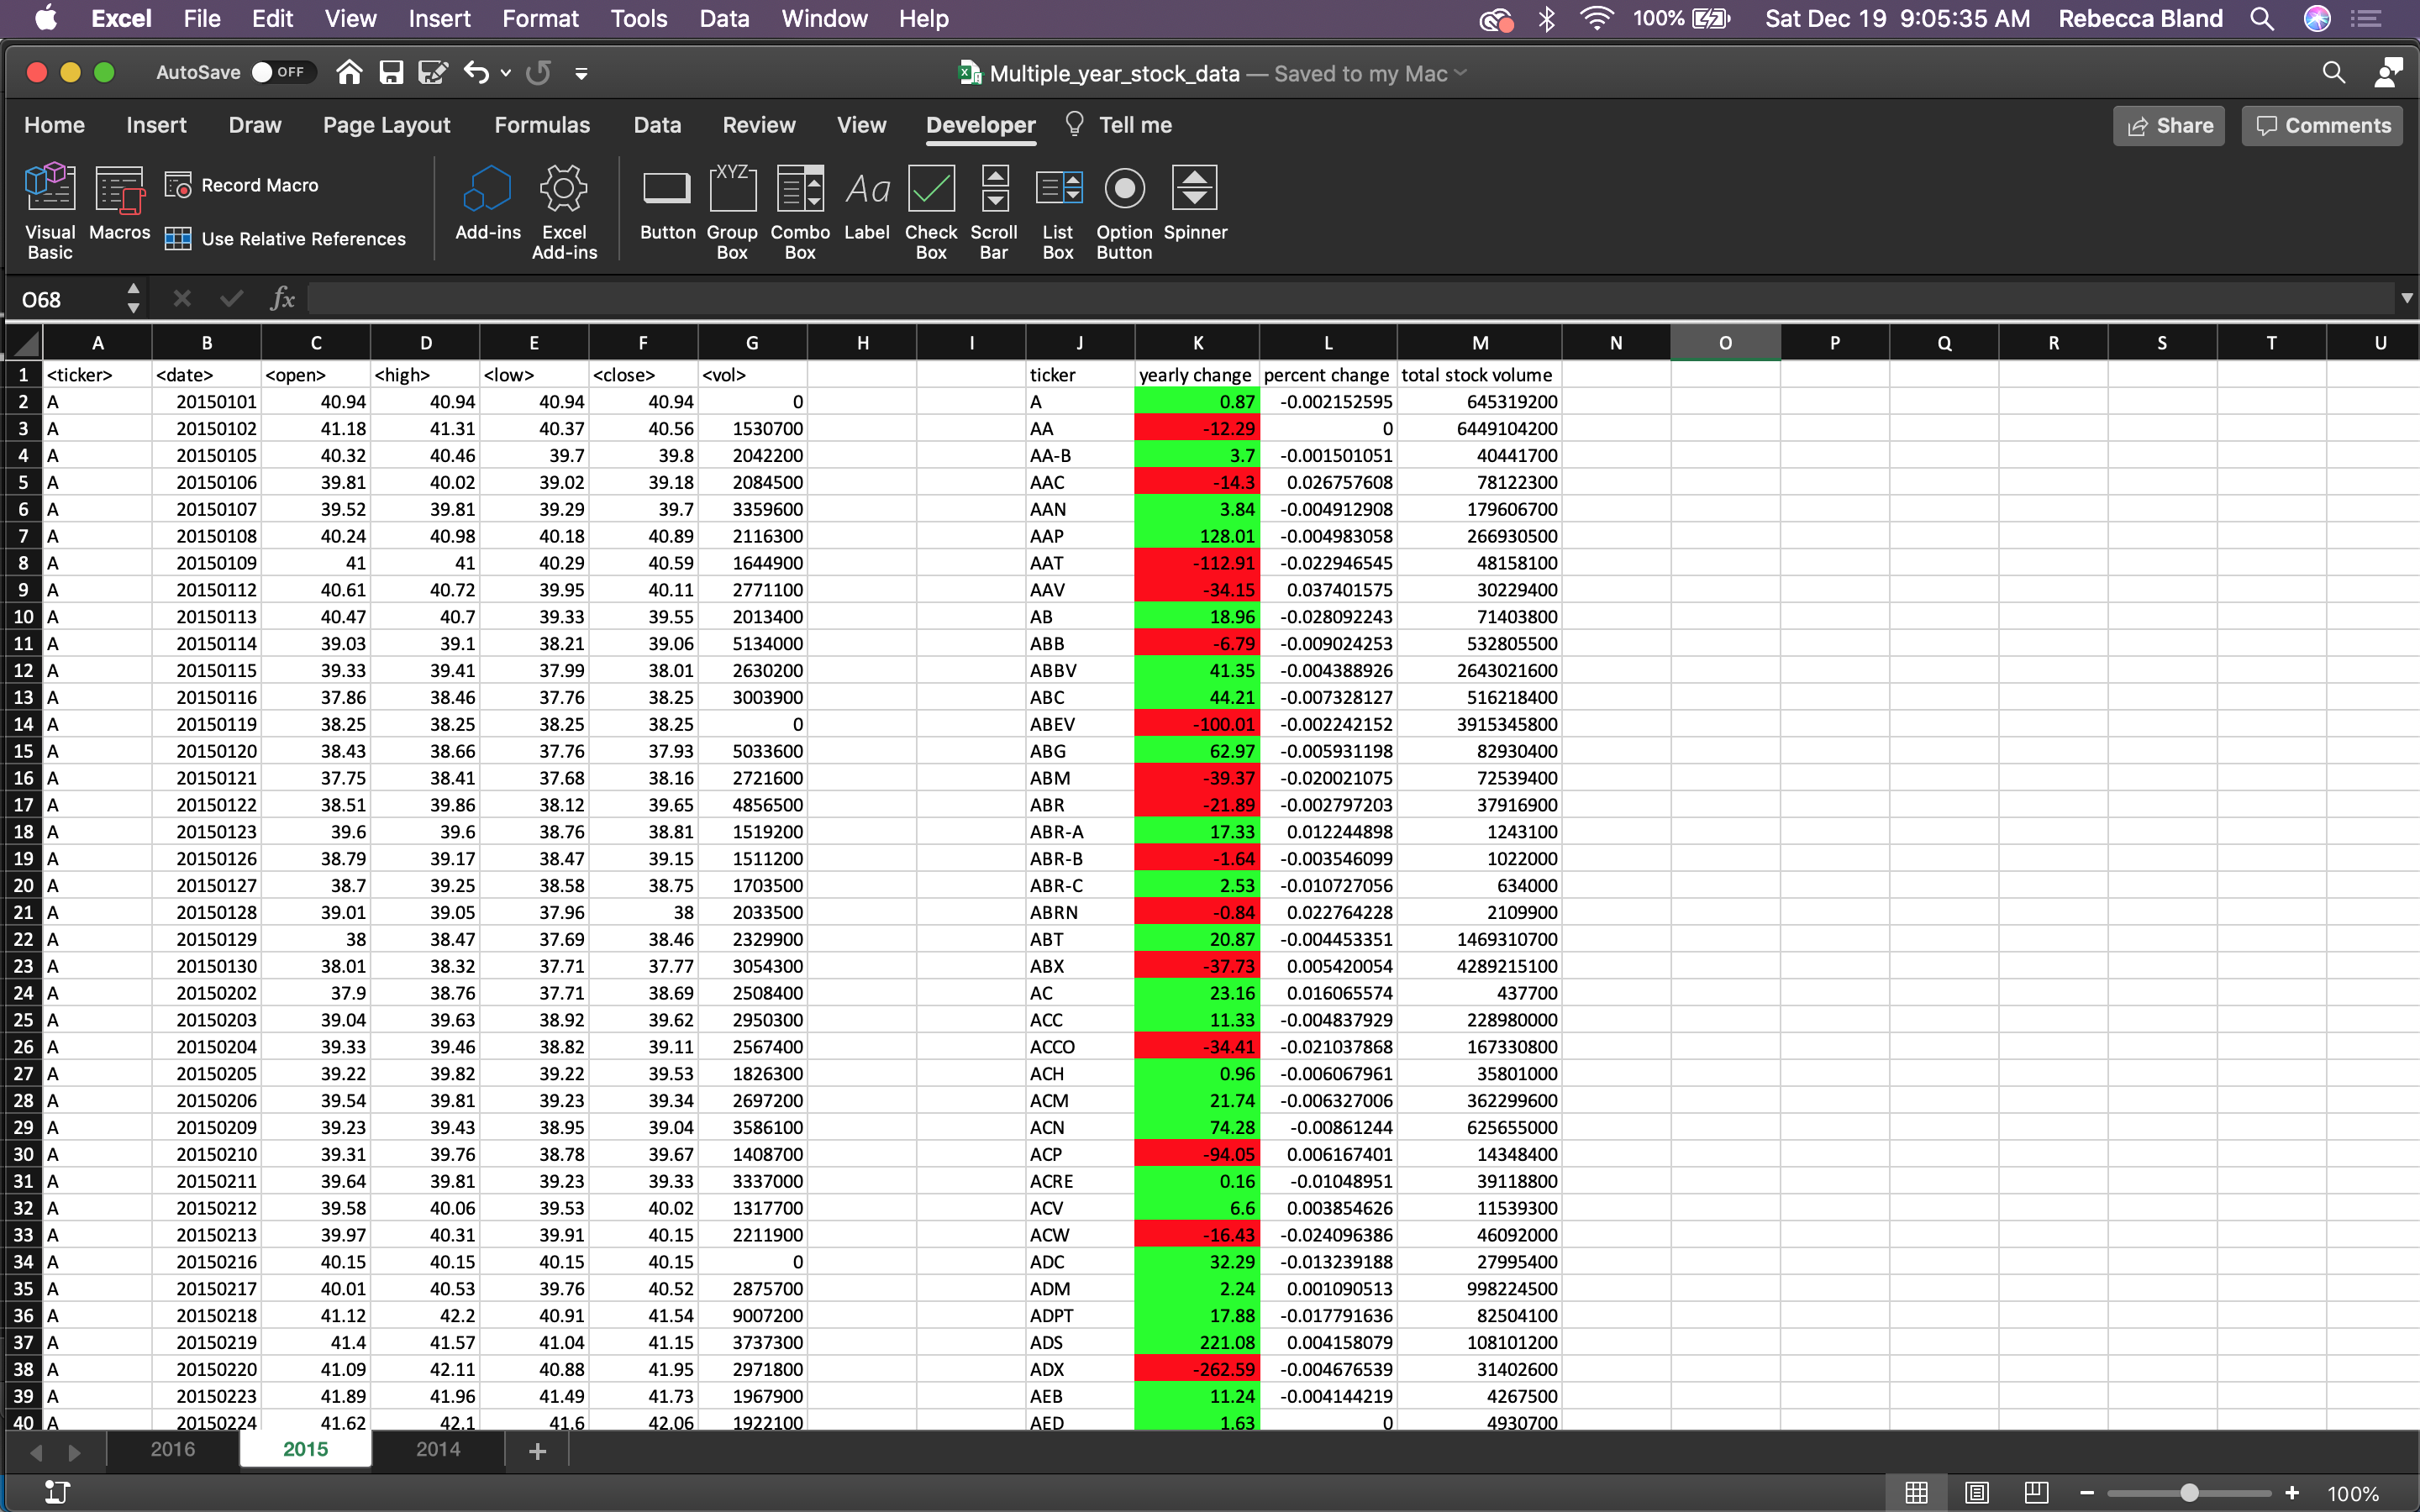 Excel File Edit View Insert Format Tools Data Window Help 100% Sat Dec 19 9:05:35 AM Rebecca Bland
AutoSave OFF Multiple_year_stock_data — Saved to my Mac
Home Insert Draw Page Layout Formulas Data Review View Developer Tell me Share Comments
Visual Basic Macros Record Macro Use Relative References Add-ins Excel Add-ins Button Group Box Combo Box Label Check Box Scroll Bar List Box Option Button Spinner
XYZ Aa
O68 fx
A B C D E F G H I J K L M N O P Q R S T U
1 <ticker> <date> <open> <high> <low> <close> <vol> ticker yearly change percent change total stock volume
2 A 20150101 40.94 40.94 40.94 40.94 0 A 0.87 -0.002152595 645319200
3 A 20150102 41.18 41.31 40.37 40.56 1530700 AA -12.29 0 6449104200
4 A 20150105 40.32 40.46 39.7 39.8 2042200 AA-B 3.7 -0.001501051 40441700
5 A 20150106 39.81 40.02 39.02 39.18 2084500 AAC -14.3 0.026757608 78122300
6 A 20150107 39.52 39.81 39.29 39.7 3359600 AAN 3.84 -0.004912908 179606700
7 A 20150108 40.24 40.98 40.18 40.89 2116300 AAP 128.01 -0.004983058 266930500
8 A 20150109 41 41 40.29 40.59 1644900 AAT -112.91 -0.022946545 48158100
9 A 20150112 40.61 40.72 39.95 40.11 2771100 AAV -34.15 0.037401575 30229400
10 A 20150113 40.47 40.7 39.33 39.55 2013400 AB 18.96 -0.028092243 71403800
11 A 20150114 39.03 39.1 38.21 39.06 5134000 ABB -6.79 -0.009024253 532805500
12 A 20150115 39.33 39.41 37.99 38.01 2630200 ABBV 41.35 -0.004388926 2643021600
13 A 20150116 37.86 38.46 37.76 38.25 3003900 ABC 44.21 -0.007328127 516218400
14 A 20150119 38.25 38.25 38.25 38.25 0 ABEV -100.01 -0.002242152 3915345800
15 A 20150120 38.43 38.66 37.76 37.93 5033600 ABG 62.97 -0.005931198 82930400
16 A 20150121 37.75 38.41 37.68 38.16 2721600 ABM -39.37 -0.020021075 72539400
17 A 20150122 38.51 39.86 38.12 39.65 4856500 ABR -21.89 -0.002797203 37916900
18 A 20150123 39.6 39.6 38.76 38.81 1519200 ABR-A 17.33 0.012244898 1243100
19 A 20150126 38.79 39.17 38.47 39.15 1511200 ABR-B -1.64 -0.003546099 1022000
20 A 20150127 38.7 39.25 38.58 38.75 1703500 ABR-C 2.53 -0.010727056 634000
21 A 20150128 39.01 39.05 37.96 38 2033500 ABRN -0.84 0.022764228 2109900
22 A 20150129 38 38.47 37.69 38.46 2329900 ABT 20.87 -0.004453351 1469310700
23 A 20150130 38.01 38.32 37.71 37.77 3054300 ABX -37.73 0.005420054 4289215100
24 A 20150202 37.9 38.76 37.71 38.69 2508400 AC 23.16 0.016065574 437700
25 A 20150203 39.04 39.63 38.92 39.62 2950300 ACC 11.33 -0.004837929 228980000
26 A 20150204 39.33 39.46 38.82 39.11 2567400 ACCO -34.41 -0.021037868 167330800
27 A 20150205 39.22 39.82 39.22 39.53 1826300 ACH 0.96 -0.006067961 35801000
28 A 20150206 39.54 39.81 39.23 39.34 2697200 ACM 21.74 -0.006327006 362299600
29 A 20150209 39.23 39.43 38.95 39.04 3586100 ACN 74.28 -0.00861244 625655000
30 A 20150210 39.31 39.76 38.78 39.67 1408700 ACP -94.05 0.006167401 14348400
31 A 20150211 39.64 39.81 39.23 39.33 3337000 ACRE 0.16 -0.01048951 39118800
32 A 20150212 39.58 40.06 39.53 40.02 1317700 ACV 6.6 0.003854626 11539300
33 A 20150213 39.97 40.31 39.91 40.15 2211900 ACW -16.43 -0.024096386 46092000
34 A 20150216 40.15 40.15 40.15 40.15 0 ADC 32.29 -0.013239188 27995400
35 A 20150217 40.01 40.53 39.76 40.52 2875700 ADM 2.24 0.001090513 998224500
36 A 20150218 41.12 42.2 40.91 41.54 9007200 ADPT 17.88 -0.017791636 82504100
37 A 20150219 41.4 41.57 41.04 41.15 3737300 ADS 221.08 0.004158079 108101200
38 A 20150220 41.09 42.11 40.88 41.95 2971800 ADX -262.59 -0.004676539 31402600
39 A 20150223 41.89 41.96 41.49 41.73 1967900 AEB 11.24 -0.004144219 4267500
40 A 20150224 41.62 42.1 41.6 42.06 1922100 AED 1.63 0 4930700
2016 2015 2014 +
100%